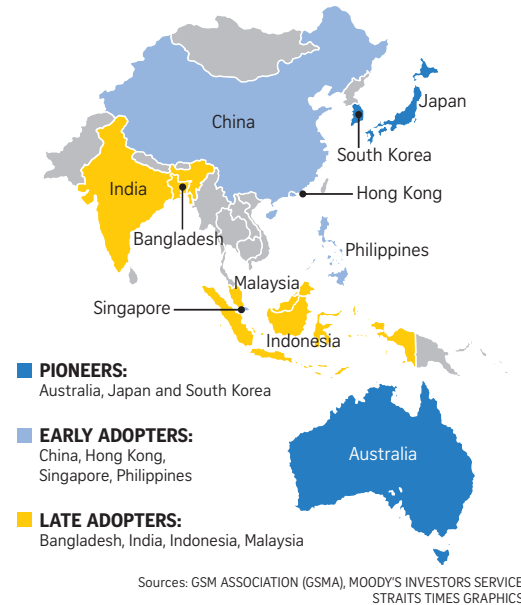 Japan
China
South Korea
India
Hong Kong
Bangladesh
Philippines
Malaysia
Singapore
Indonesia
PIONEERS:
Australia, Japan and South Korea
EARLY ADOPTERS:
China, Hong Kong,
Singapore, Philippines
Australia
LATE ADOPTERS:
Bangladesh, India, Indonesia, Malaysia
Sources: GSM ASSOCIATION (GSMA), MOODY'S INVESTORS SERVICE
STRAITS TIMES GRAPHICS